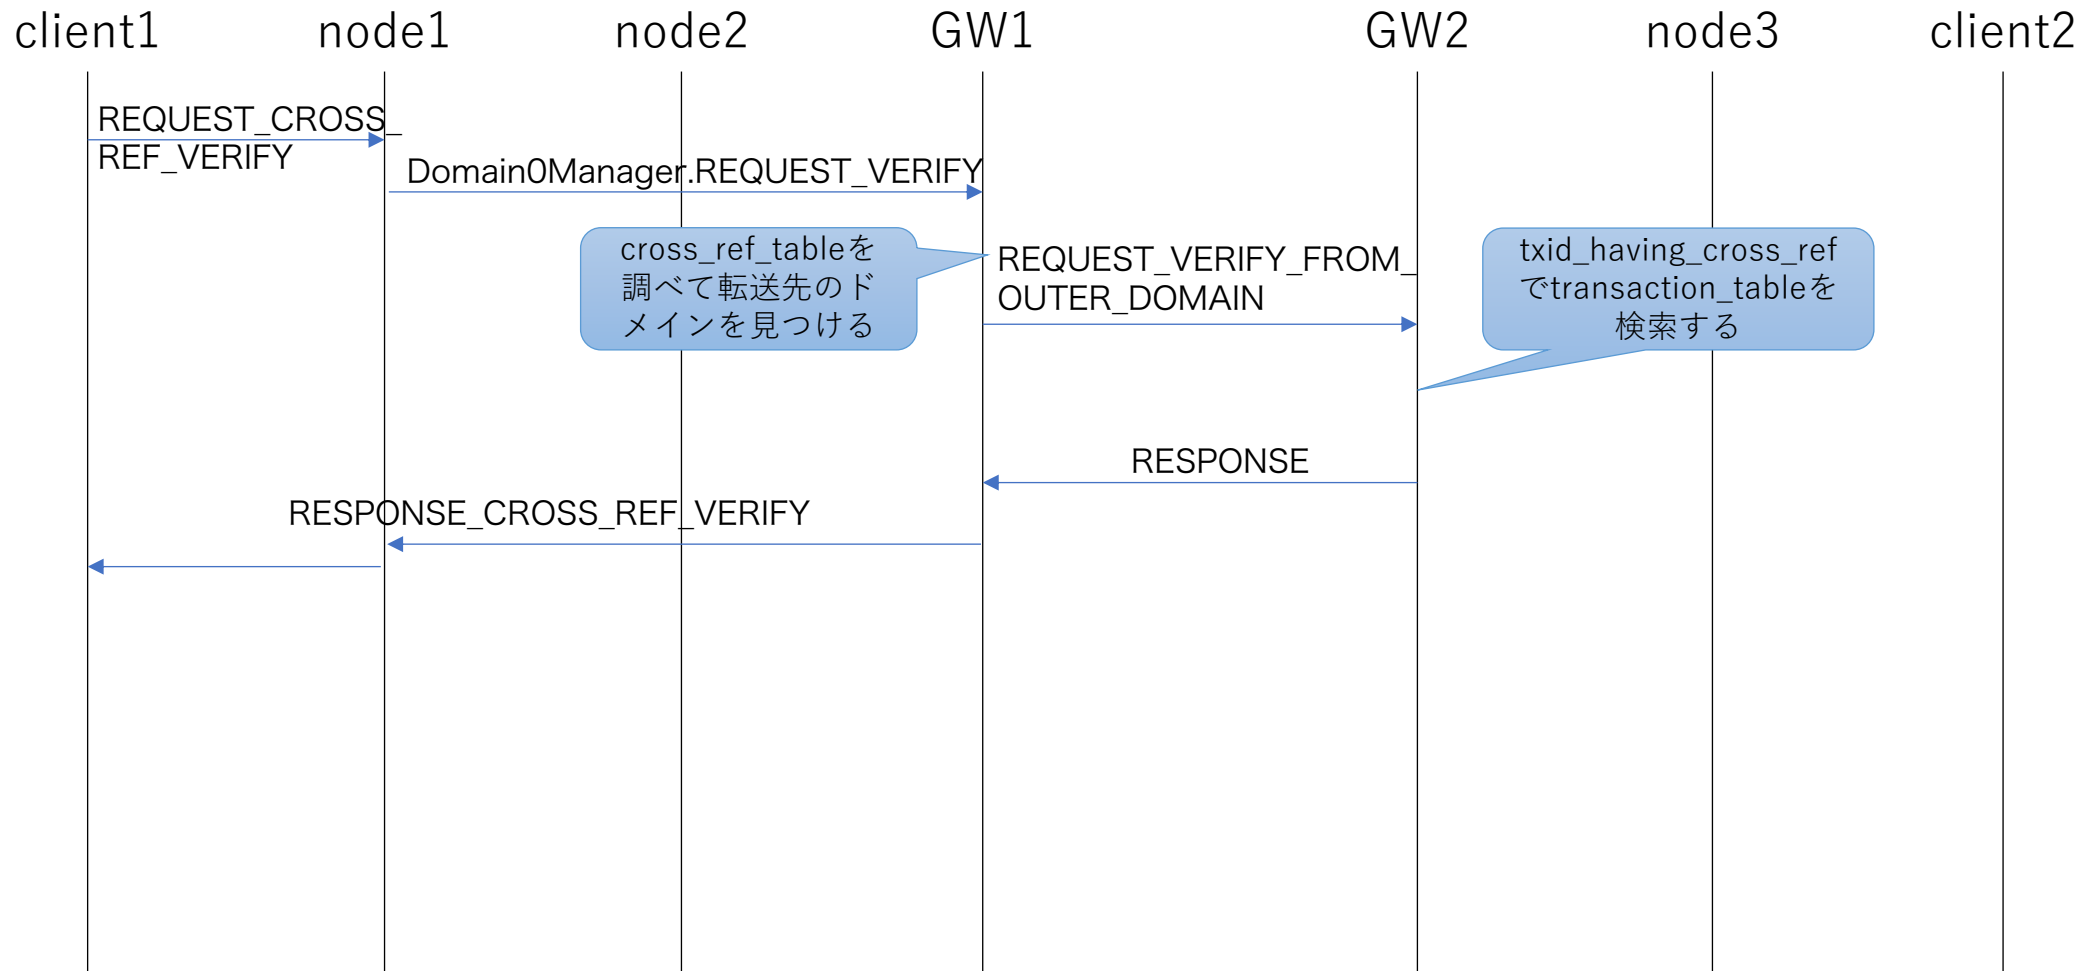 client1
node1
node2
GW1
GW2
node3
client2
REQUEST_CROSS_
REF_VERIFY
Domain0Manager.REQUEST_VERIFY
cross_ref_tableを
調べて転送先のド
メインを見つける
REQUEST_VERIFY_FROM_
OUTER_DOMAIN
txid_having_cross_ref
でtransaction_tableを
検索する
RESPONSE
RESPONSE_CROSS_REF_VERIFY